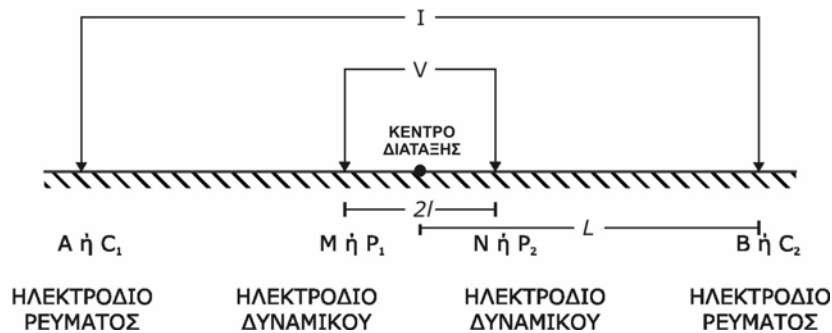 I
V
ΚΕΝΤΡΟ
ΔΙΑΤΑΞΗΣ
2l
L
Α ή C₁
Μ ή P₁
Ν ή P₂
Β ή C₂
ΗΛΕΚΤΡΟΔΙΟ
ΡΕΥΜΑΤΟΣ
ΗΛΕΚΤΡΟΔΙΟ
ΔΥΝΑΜΙΚΟΥ
ΗΛΕΚΤΡΟΔΙΟ
ΔΥΝΑΜΙΚΟΥ
ΗΛΕΚΤΡΟΔΙΟ
ΡΕΥΜΑΤΟΣ